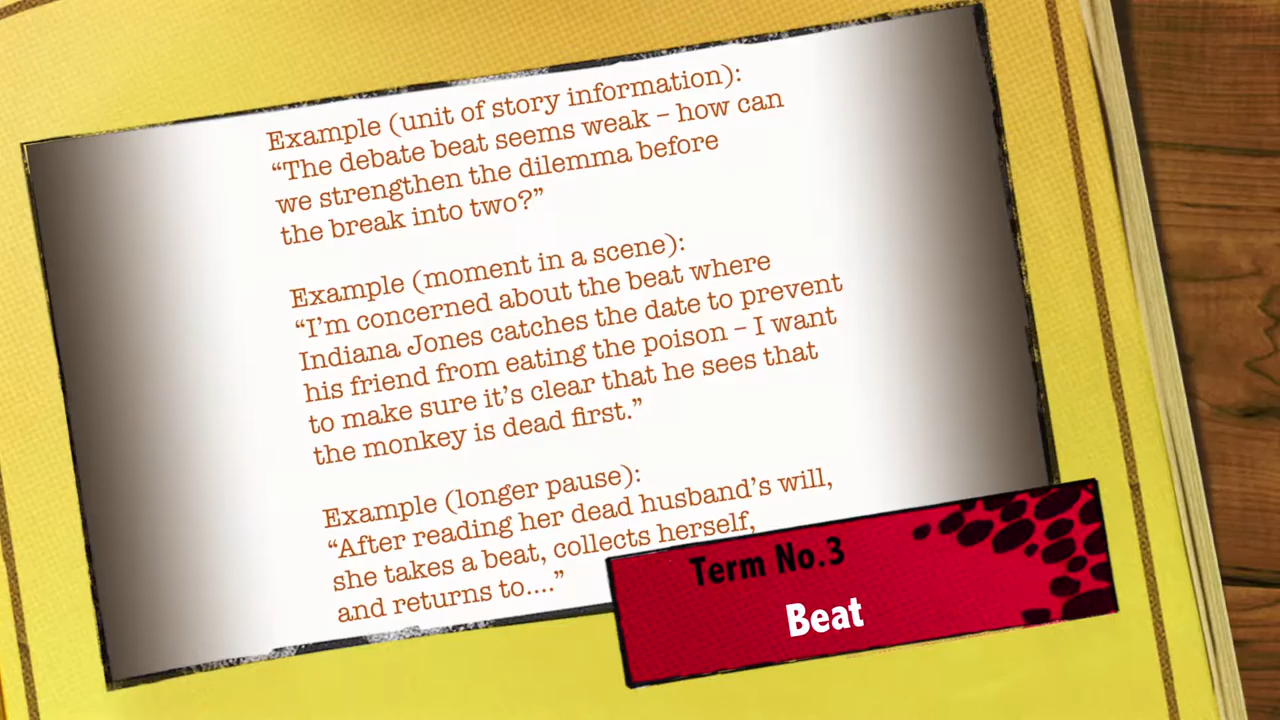 Example (unit of story information):
“The debate beat seems weak – how can
we strengthen the dilemma before
the break into two?”
Example (moment in a scene):
“I’m concerned about the beat where
Indiana Jones catches the date to prevent
his friend from eating the poison – I want
to make sure it’s clear that he sees that
the monkey is dead first.”
Example (longer pause):
“After reading her dead husband’s will,
she takes a beat, collects herself,
and returns to....”
Term No.3
Beat